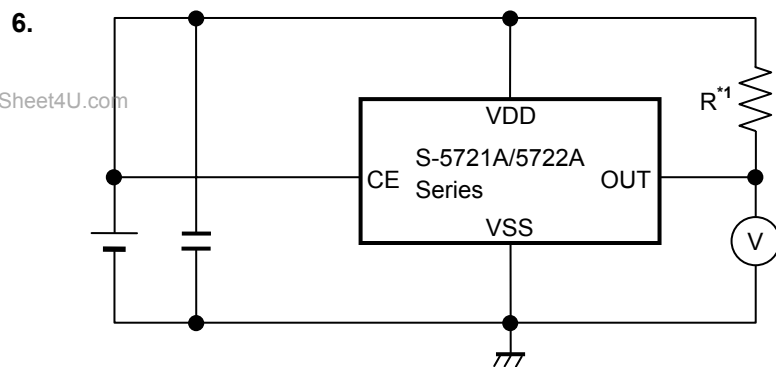 6.
Sheet4U.com
R*1
VDD
S-5721A/5722A
CE
OUT
Series
VSS
V